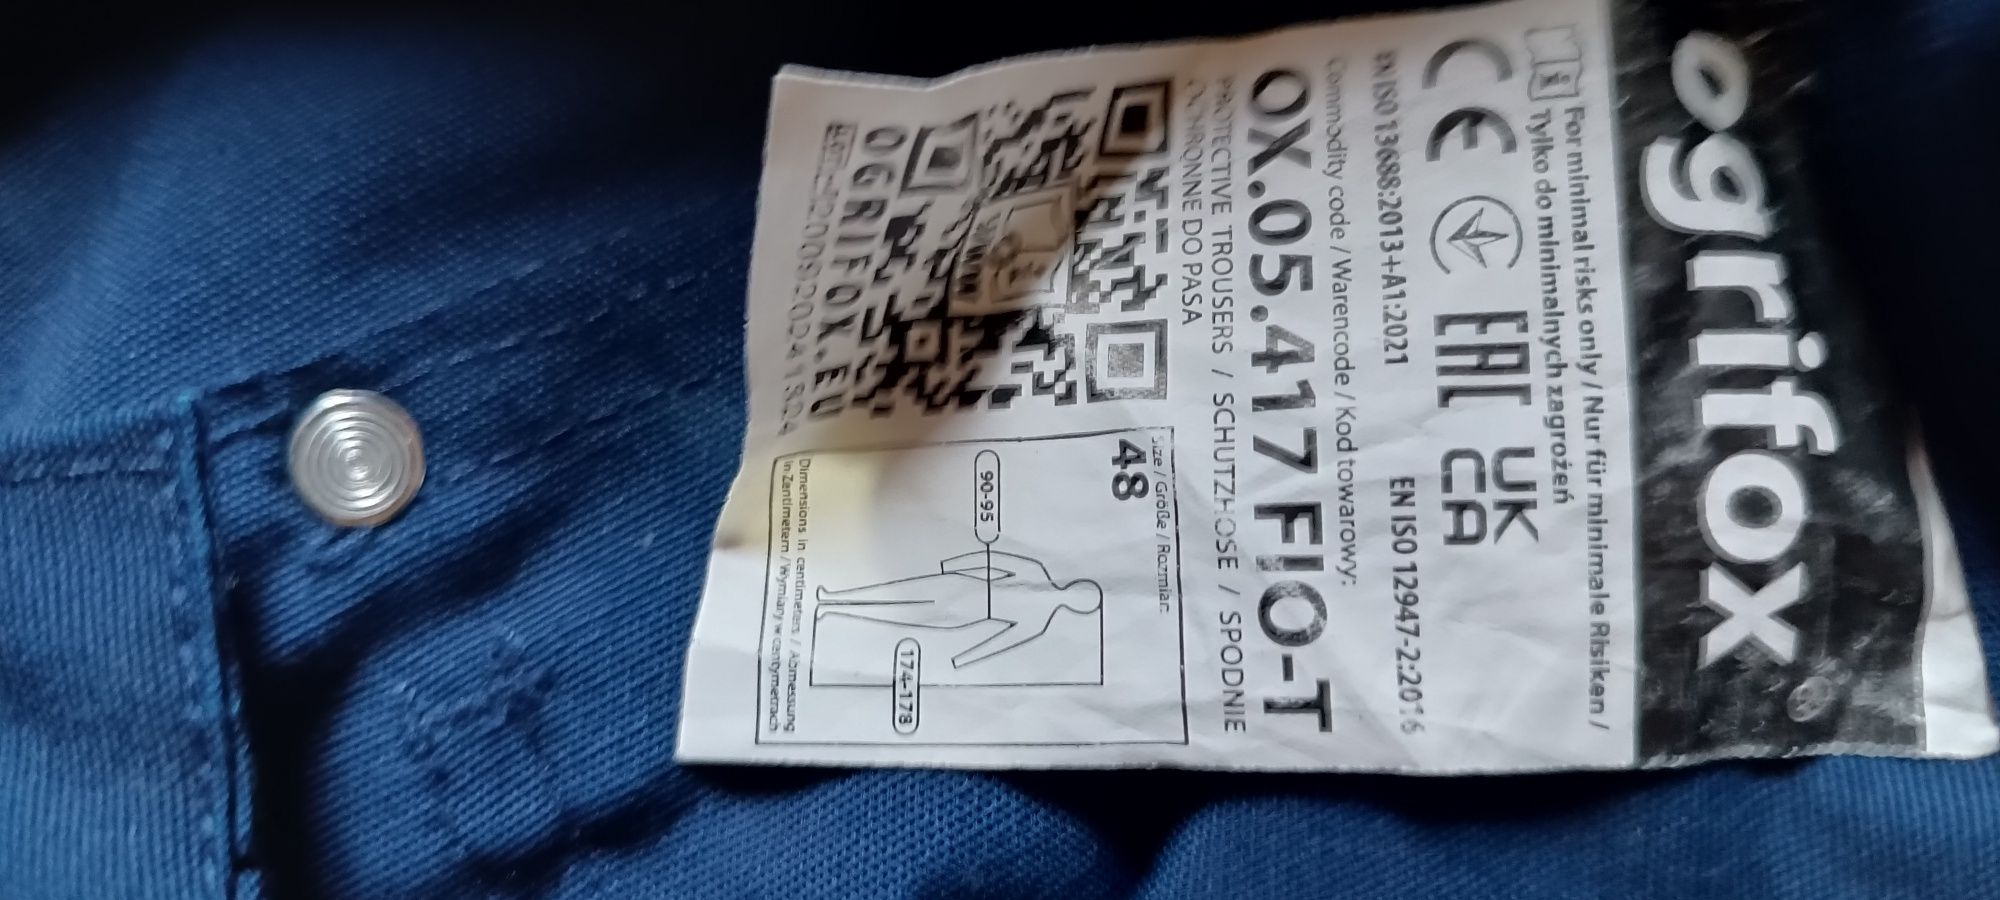 ogrifox
For minimal risks only / Nur für minimale Risiken /
Tylko do minimalnych zagrożeń
CE EAC UK
CA
EN ISO 13688:2013+A1:2021 EN ISO 12947-2:2016
Commodity code / Warencode / Kod towarowy:
OX.05.417 FIO-T
PROTECTIVE TROUSERS / SCHUTZHOSE / SPODNIE
OCHRONNE DO PASA
OGRIFOX.EU
Size / Größe / Rozmiar:
48
90-95
174-178
Dimensions in centimeters / Abmessung
in Zentimetern / Wymiary w centymetrach